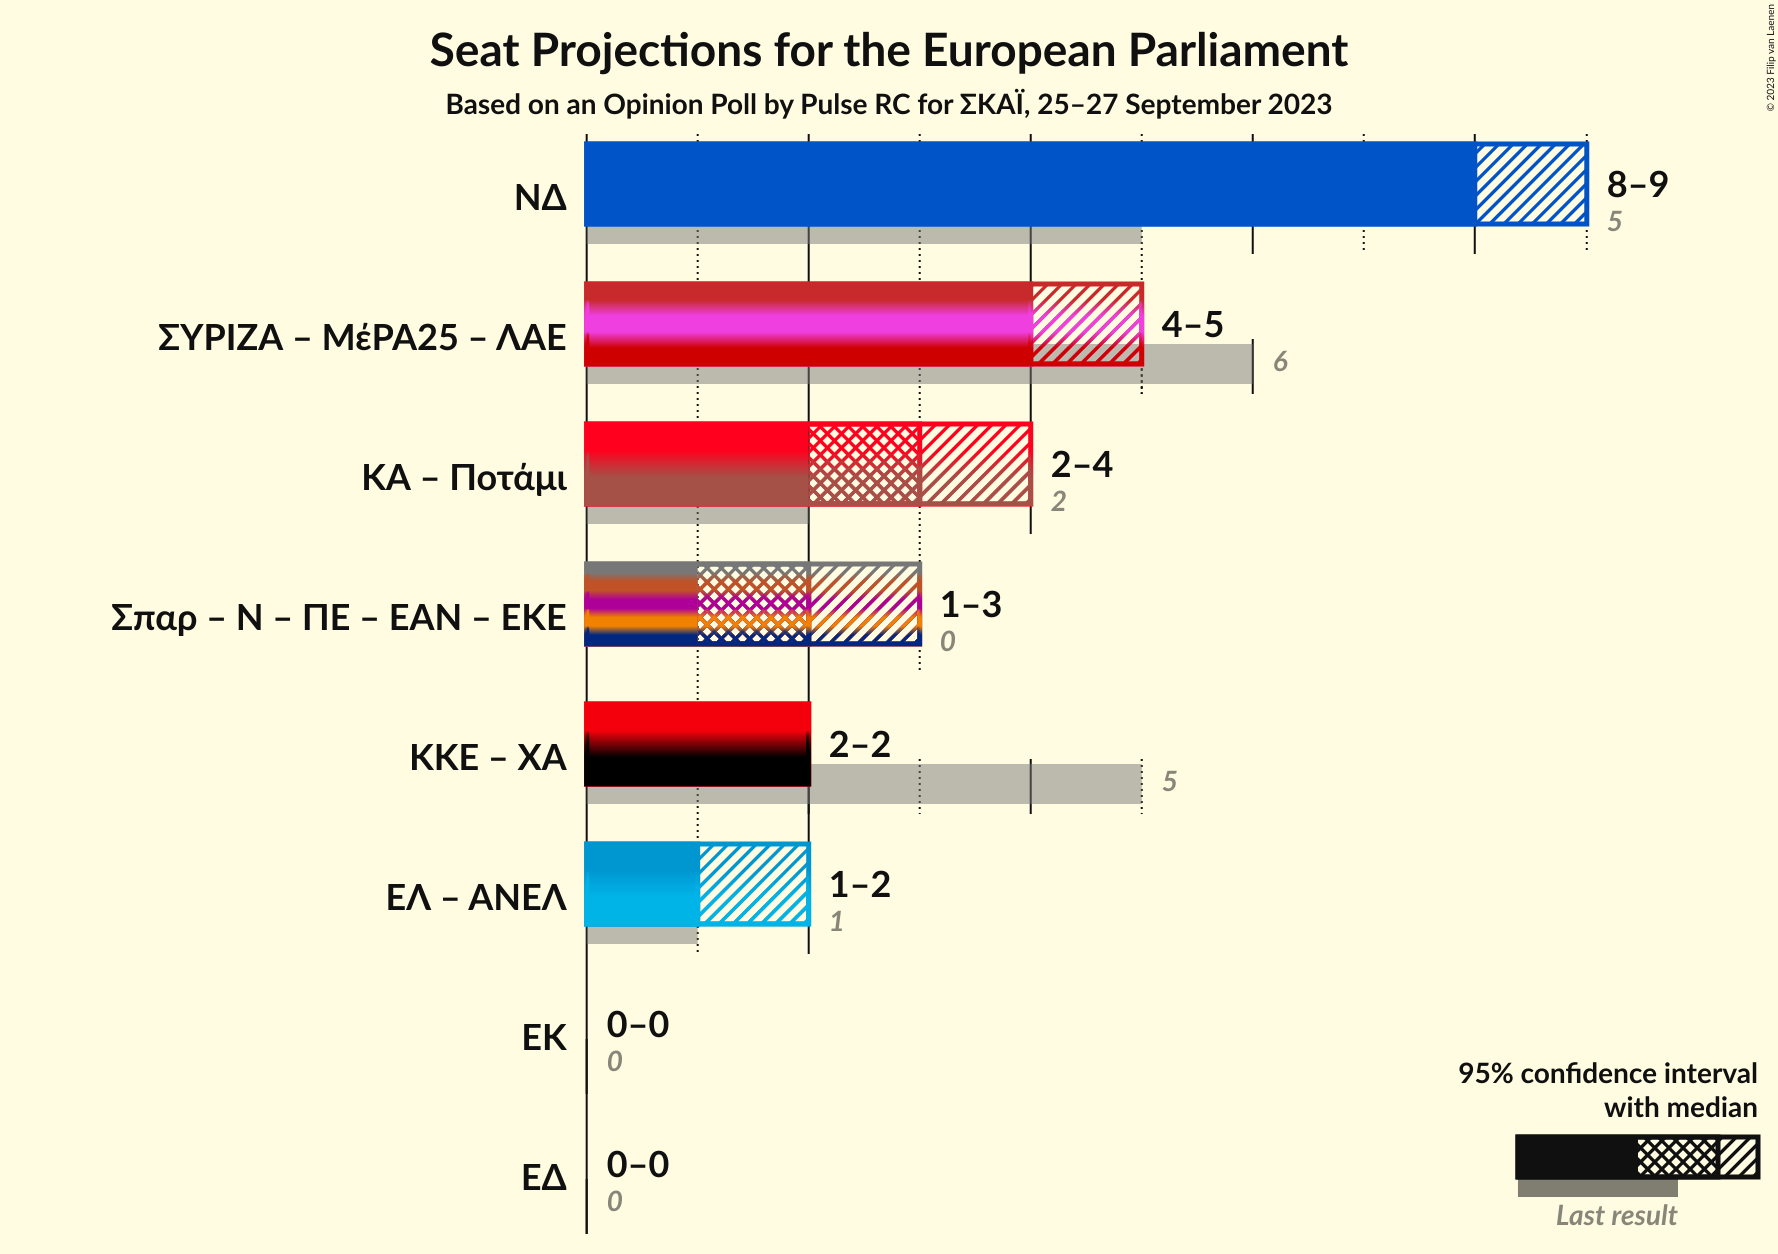 Seat Projections for the European Parliament
Based on an Opinion Poll by Pulse RC for ΣΚΑΪ, 25–27 September 2023
© 2023 Filip van Laenen
ΝΔ
8–9
5
ΣΥΡΙΖΑ – ΜέΡΑ25 – ΛΑΕ
4–5
6
ΚΑ – Ποτάμι
2–4
2
Σπαρ – Ν – ΠΕ – ΕΑΝ – ΕΚΕ
1–3
0
ΚΚΕ – ΧΑ
2–2
5
ΕΛ – ΑΝΕΛ
1–2
1
ΕΚ
0–0
0
ΕΔ
0–0
0
95% confidence interval
with median
Last result